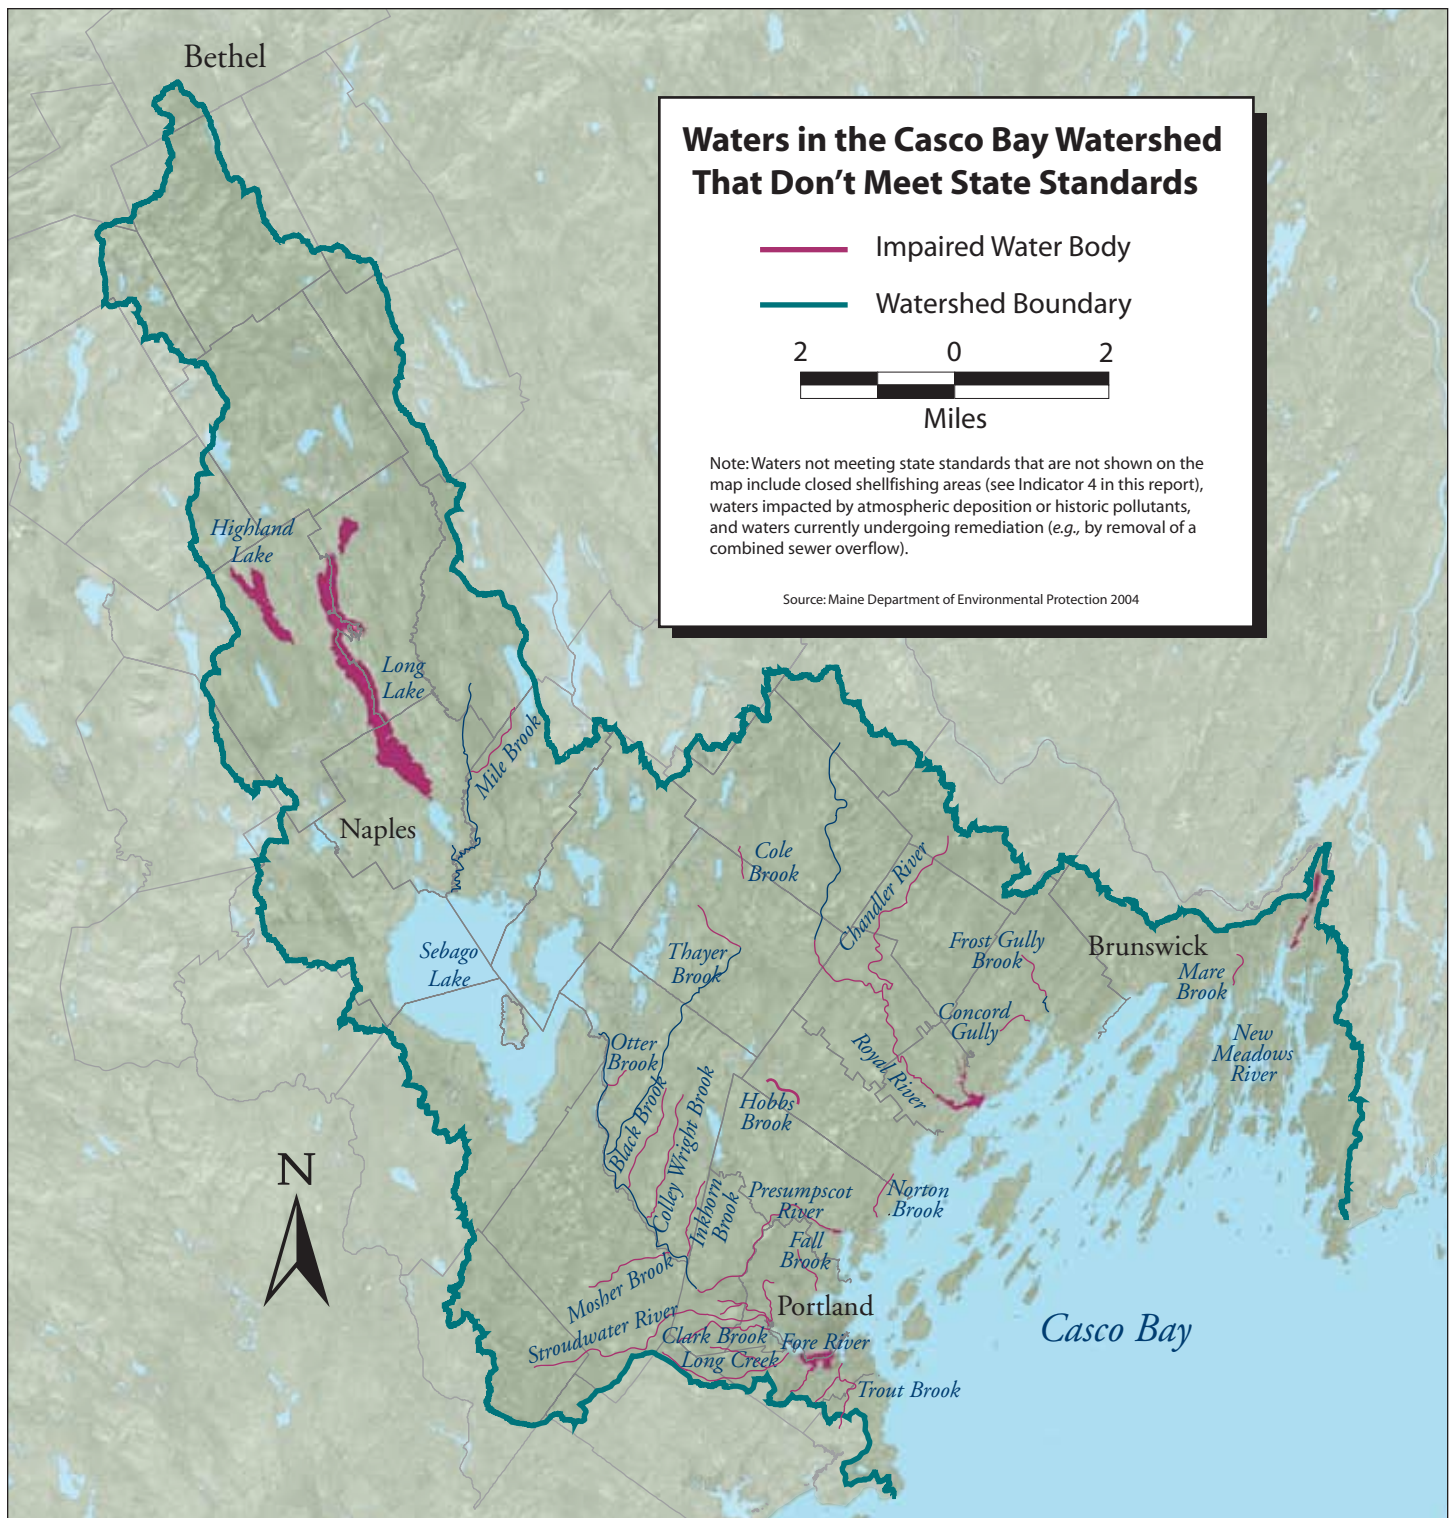 Bethel
Waters in the Casco Bay Watershed
That Don’t Meet State Standards
Impaired Water Body
Watershed Boundary
2 0 2
Miles
Note: Waters not meeting state standards that are not shown on the
map include closed shellfishing areas (see Indicator 4 in this report),
waters impacted by atmospheric deposition or historic pollutants,
and waters currently undergoing remediation (e.g., by removal of a
combined sewer overflow).
Source: Maine Department of Environmental Protection 2004
Highland
Lake
Long
Lake
Mile Brook
Naples
Cole
Brook
Chandler River
Sebago
Lake
Thayer
Brook
Frost Gully
Brook
Brunswick
Mare
Brook
Concord
Gully
New
Meadows
River
Otter
Brook
Royal River
Black Brook
Colley Wright Brook
Hobbs
Brook
N
Inkhorn
Brook
Presumpscot
River
Norton
Brook
Fall
Brook
Mosher Brook
Portland
Stroudwater River
Clark Brook
Fore River
Long Creek
Casco Bay
Trout Brook